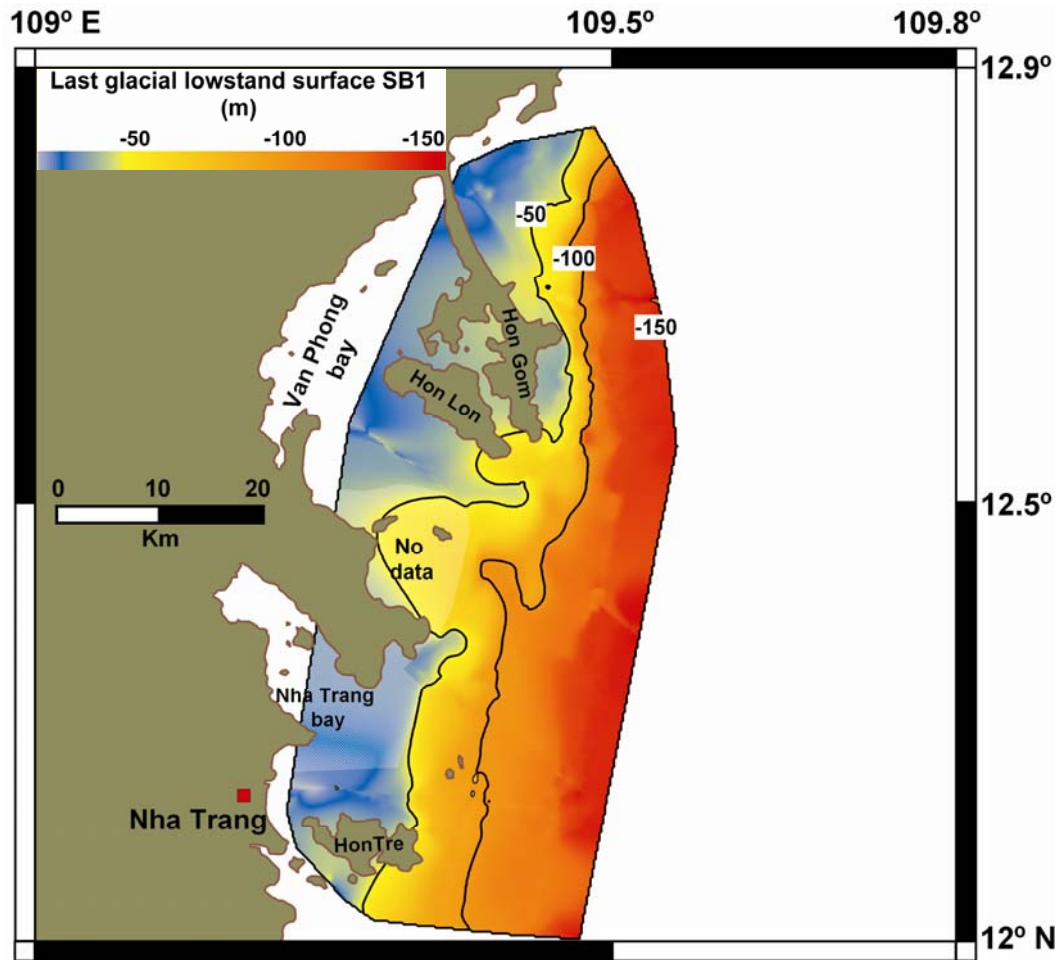 109º E
109.5º
109.8º
12.9º
Last glacial lowstand surface SB1
(m)
-50
-100
-150
-50
-100
-150
Van Phong
bay
Hon Gom
Hon Lon
0
10
20
Km
12.5º
No
data
Nha Trang
bay
Nha Trang
HonTre
12º N